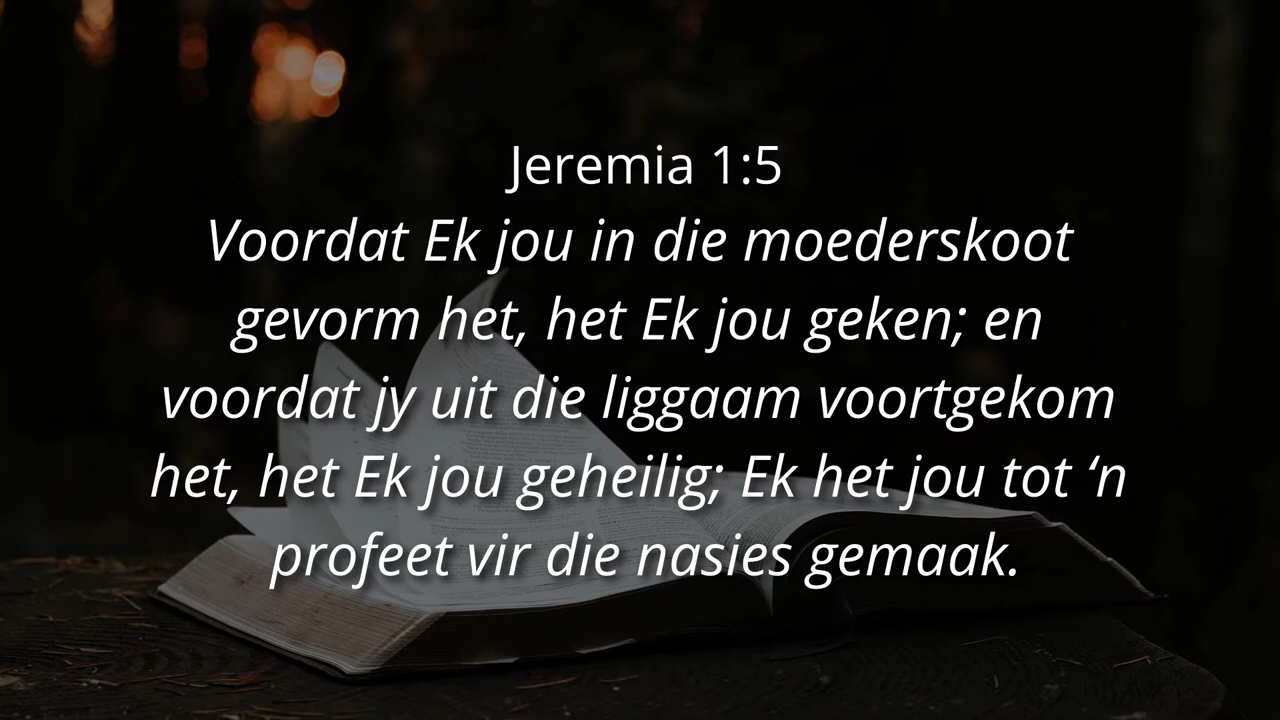 Jeremia 1:5
Voordat Ek jou in die moederskoot
gevorm het, het Ek jou geken; en
voordat jy uit die liggaam voortgekom
het, het Ek jou geheilig; Ek het jou tot ‘n
profeet vir die nasies gemaak.